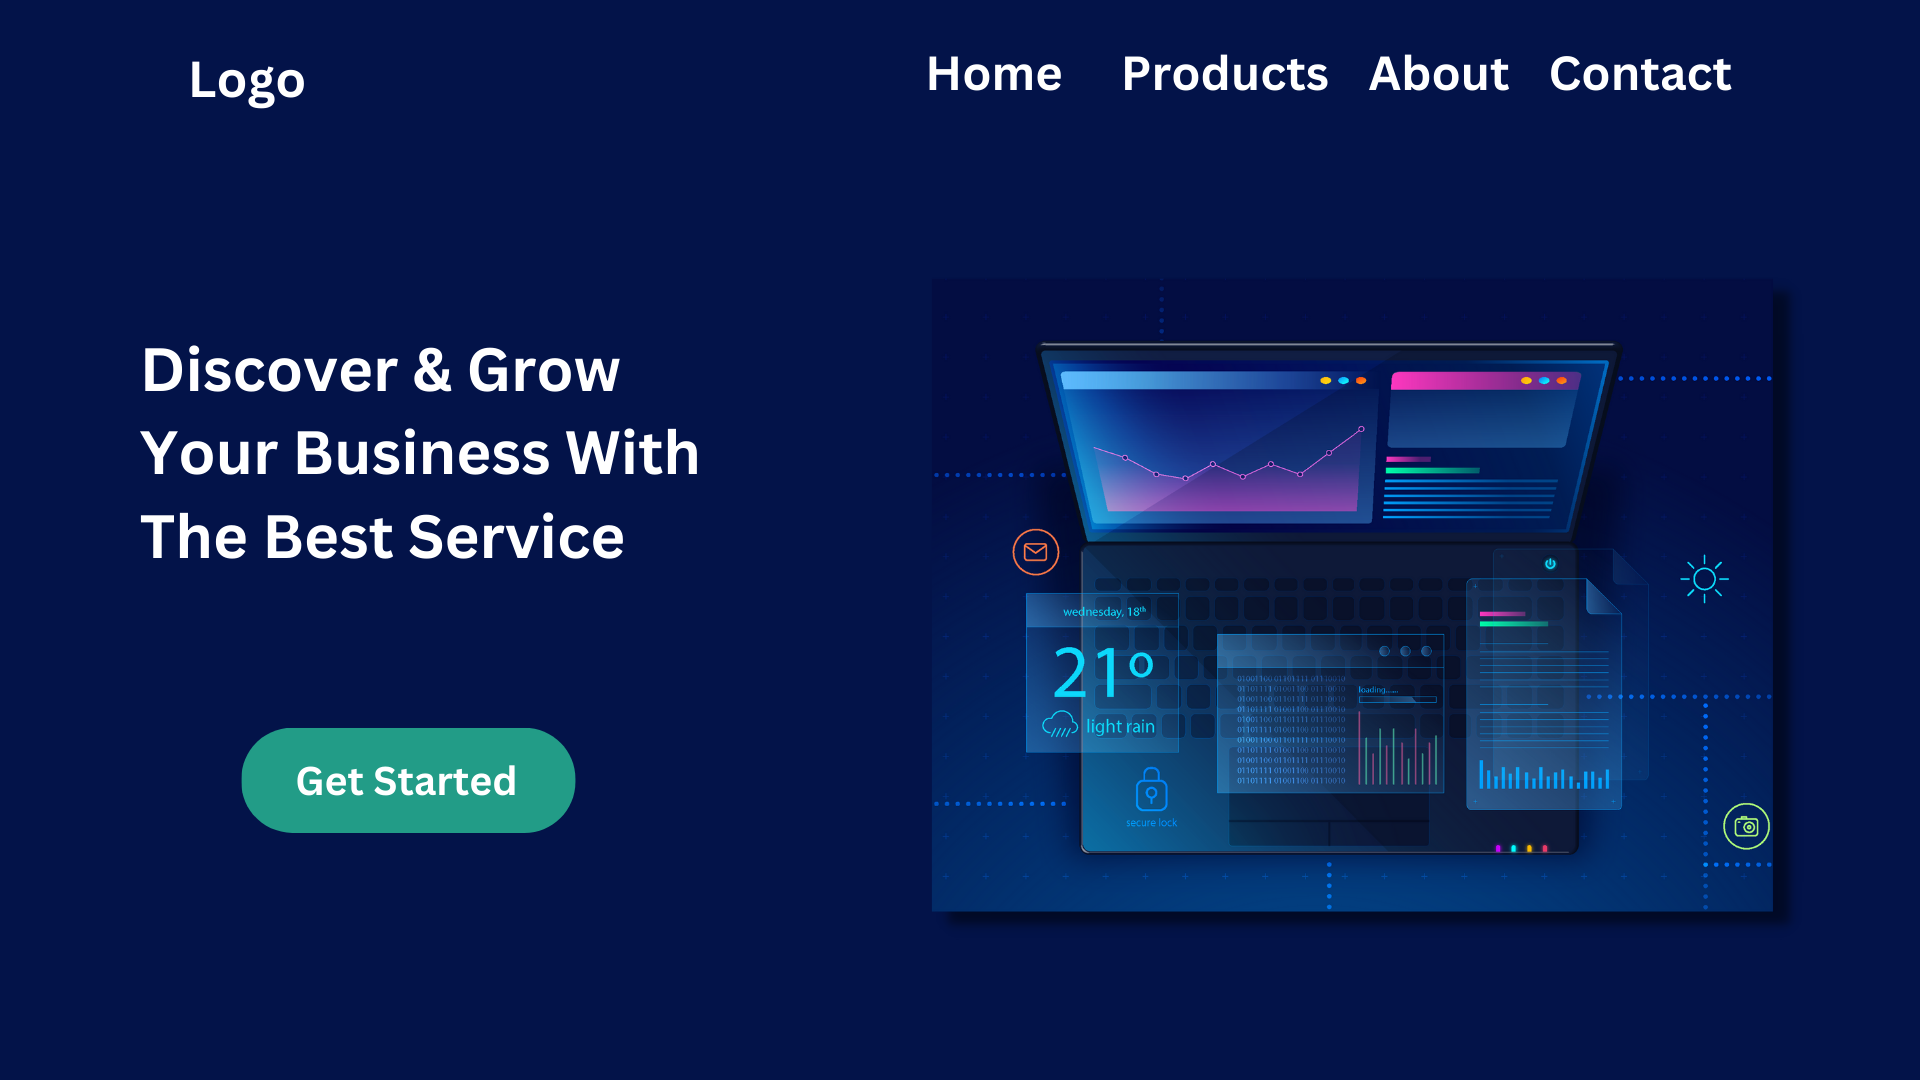 Logo
Home Products About Contact
Discover & Grow
Your Business With
The Best Service
Get Started
wednesday, 18th
21º
light rain
secure lock
loading......